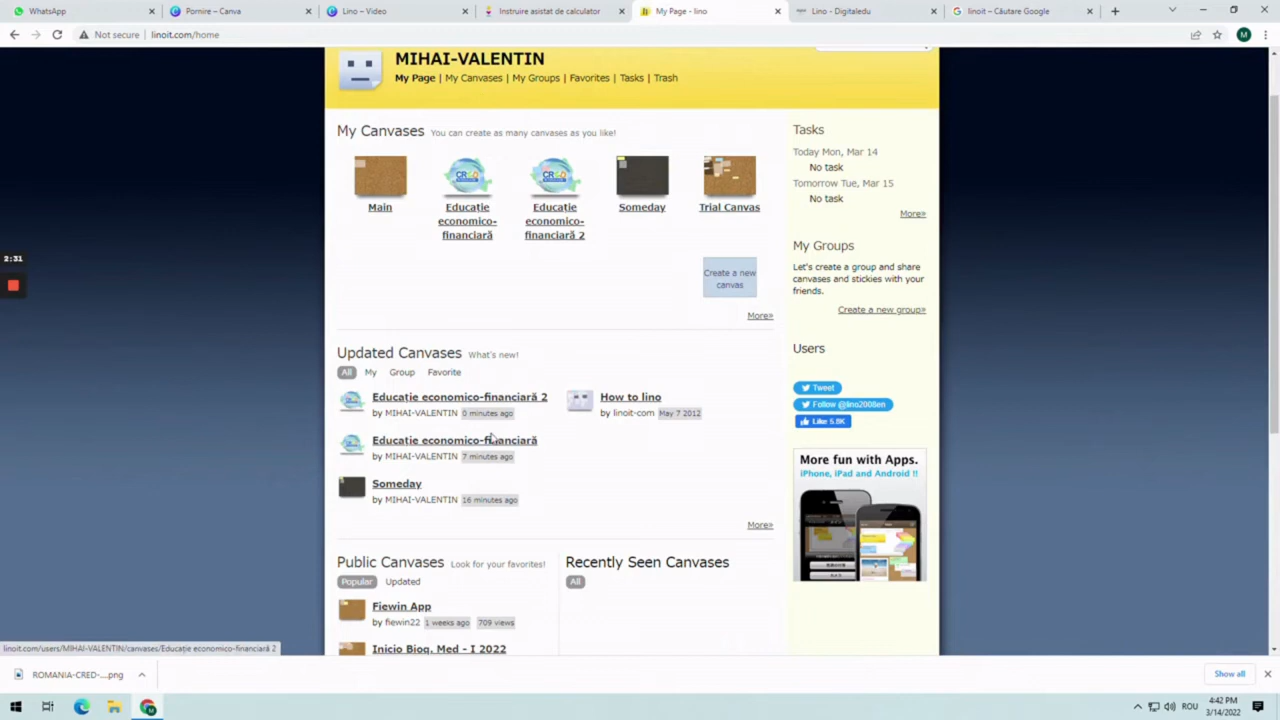 WhatsApp
Pornire – Canva
Lino – Video
Instruire asistat de calculator
My Page - lino
Lino - Digitaledu
linoit – Căutare Google
Not secure
linoit.com/home
M
MIHAI-VALENTIN
My Page | My Canvases | My Groups | Favorites | Tasks | Trash
My Canvases You can create as many canvases as you like!
Main
Educație economico-financiară
Educație economico-financiară 2
Someday
Trial Canvas
Create a new
canvas
More»
Updated Canvases What's new!
All My Group Favorite
Educație economico-financiară 2
by MIHAI-VALENTIN 0 minutes ago
Educație economico-financiară
by MIHAI-VALENTIN 7 minutes ago
Someday
by MIHAI-VALENTIN 16 minutes ago
How to lino
by linoit-com May 7 2012
More»
Public Canvases Look for your favorites!
Popular Updated
Fiewin App
by fiewin22 1 weeks ago 709 views
Inicio Bioq. Med - I 2022
Recently Seen Canvases
All
Tasks
Today Mon, Mar 14
No task
Tomorrow Tue, Mar 15
No task
More»
My Groups
Let's create a group and share
canvases and stickies with your
friends.
Create a new group»
Users
Tweet
Follow @lino2008en
Like 5.8K
More fun with Apps.
iPhone, iPad and Android !!
2:31
linoit.com/users/MIHAI-VALENTIN/canvases/Educație economico-financiară 2
ROMANIA-CRED-....png
Show all
ROU
4:42 PM
3/14/2022